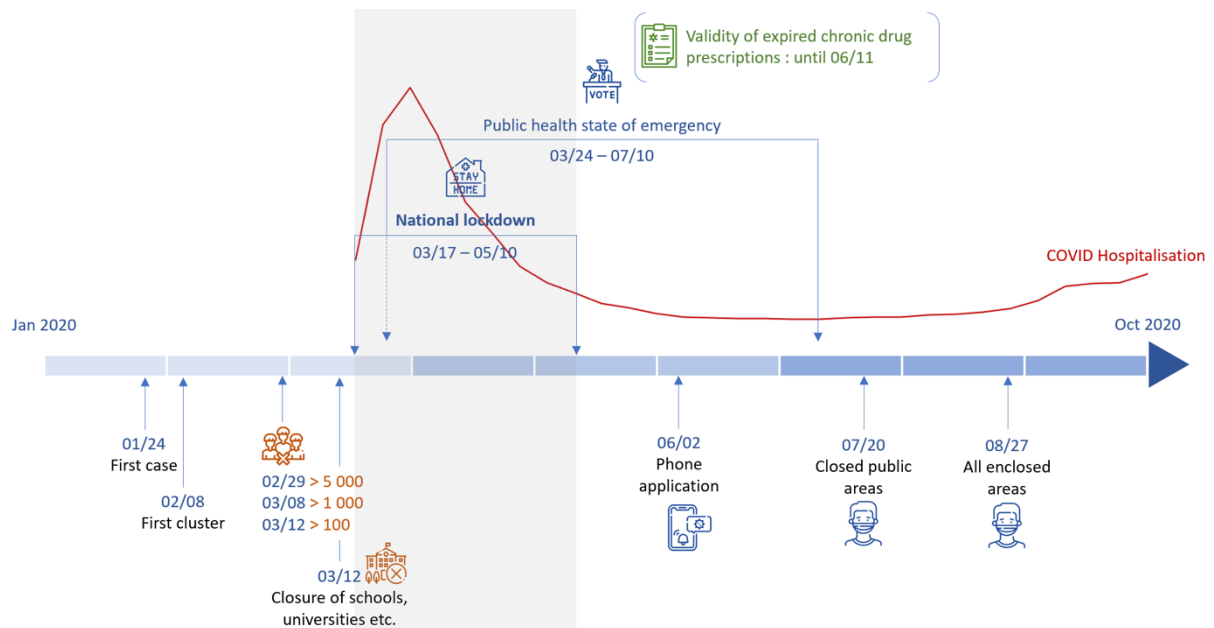 Validity of expired chronic drug
prescriptions : until 06/11
VOTE
Public health state of emergency
03/24 – 07/10
STAY
HOME
National lockdown
03/17 – 05/10
COVID Hospitalisation
Jan 2020
Oct 2020
01/24
First case
02/08
First cluster
02/29 > 5 000
03/08 > 1 000
03/12 > 100
03/12
Closure of schools,
universities etc.
06/02
Phone
application
07/20
Closed public
areas
08/27
All enclosed
areas